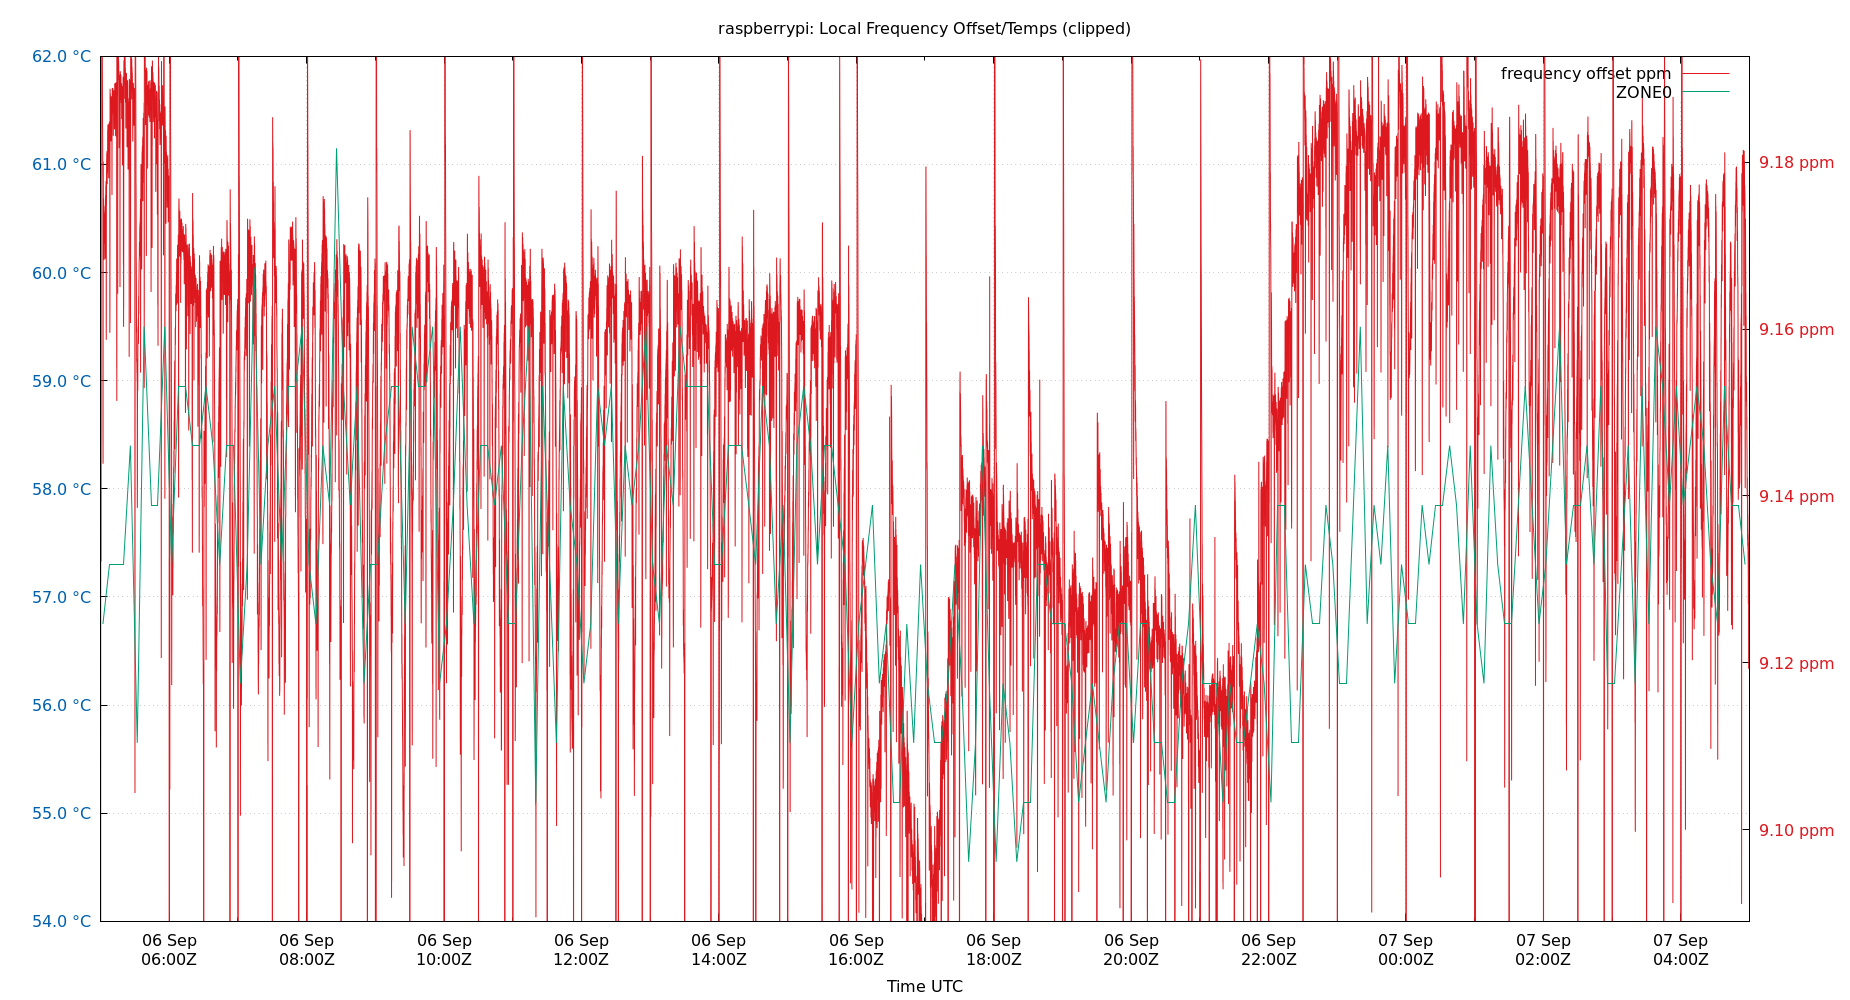 raspberrypi: Local Frequency Offset/Temps (clipped)
62.0 °C
61.0 °C
60.0 °C
59.0 °C
58.0 °C
57.0 °C
56.0 °C
55.0 °C
54.0 °C
frequency offset ppm
ZONE0
9.18 ppm
9.16 ppm
9.14 ppm
9.12 ppm
9.10 ppm
06 Sep 06 Sep 06 Sep 06 Sep 06 Sep 06 Sep 06 Sep 06 Sep 06 Sep 07 Sep 07 Sep 07 Sep
06:00Z 08:00Z 10:00Z 12:00Z 14:00Z 16:00Z 18:00Z 20:00Z 22:00Z 00:00Z 02:00Z 04:00Z
Time UTC